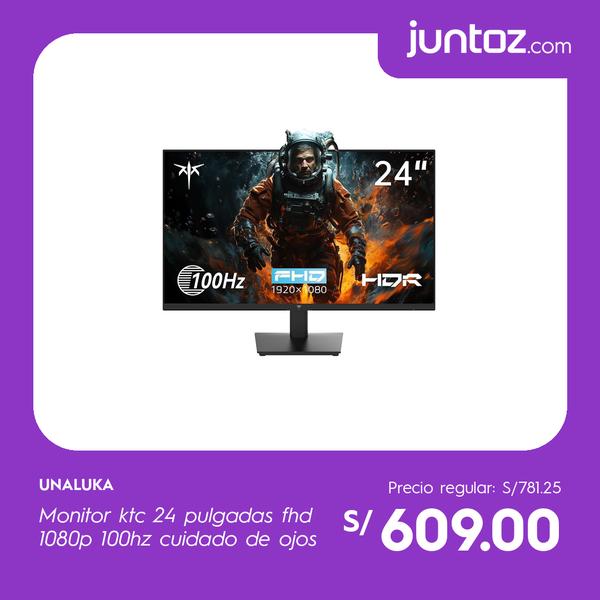 juntoz.com
24"
100Hz
FHD
1920×1080
HDR
UNALUKA
Monitor ktc 24 pulgadas fhd
1080p 100hz cuidado de ojos
Precio regular: S/781.25
S/609.00